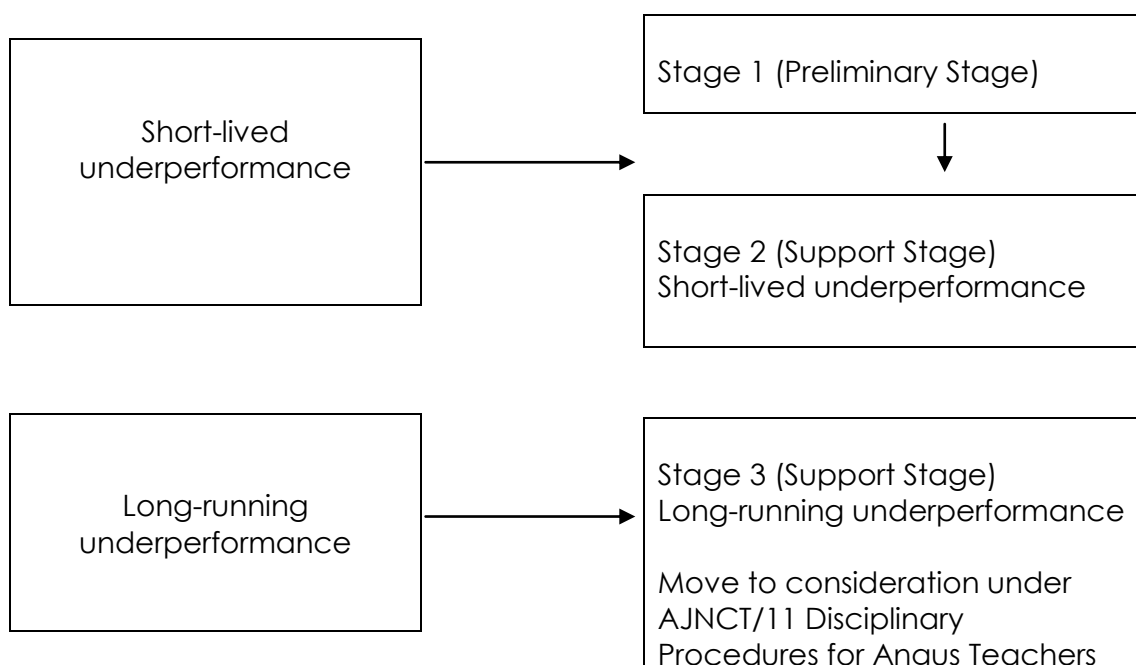 Short-lived
underperformance
Stage 1 (Preliminary Stage)
Stage 2 (Support Stage)
Short-lived underperformance
Long-running
underperformance
Stage 3 (Support Stage)
Long-running underperformance
Move to consideration under
AJNCT/11 Disciplinary
Procedures for Angus Teachers